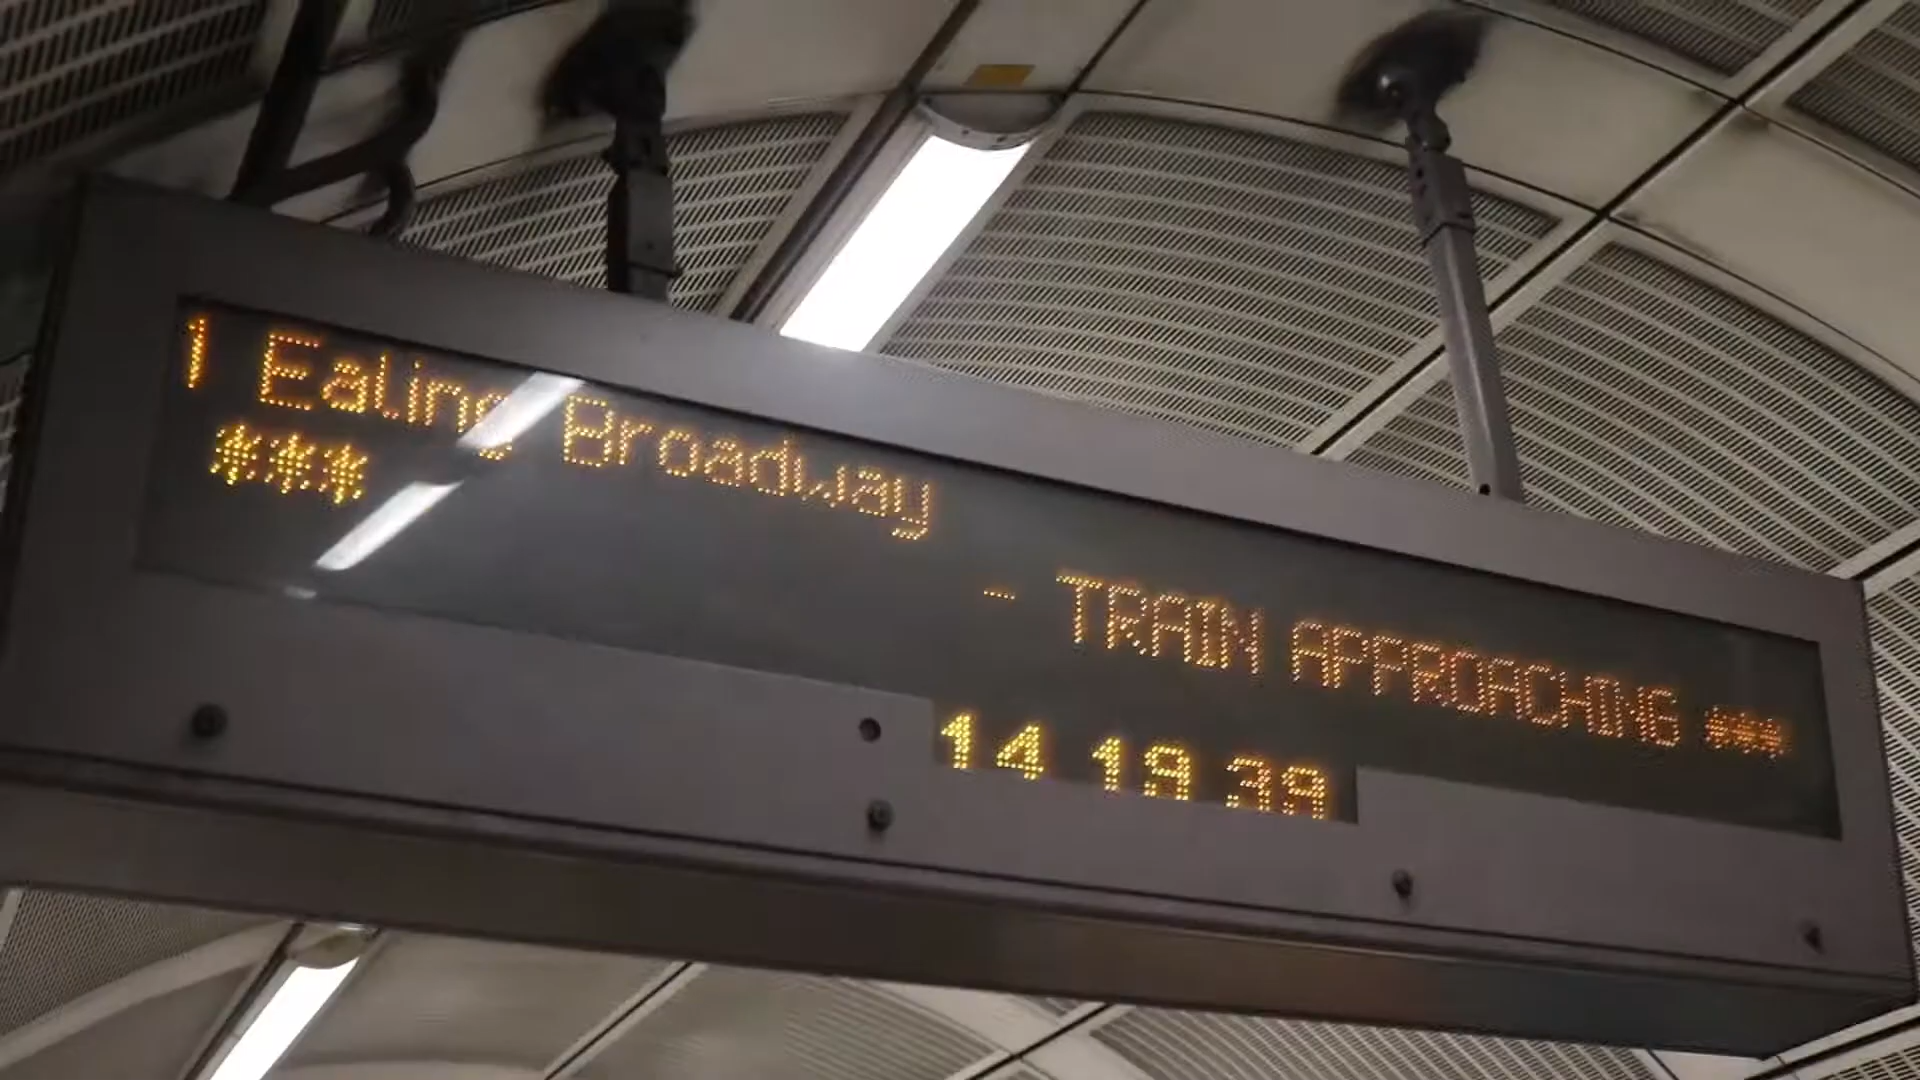 1 Ealing Broadway
*** - TRAIN APPROACHING ***
14 19 39